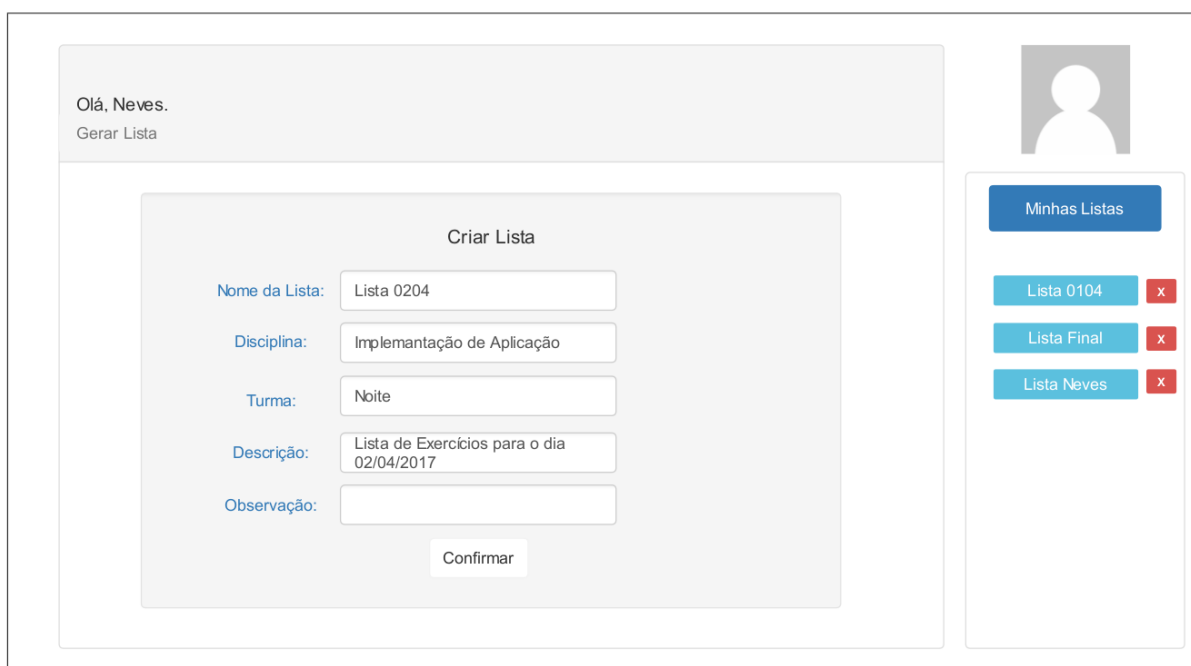 Olá, Neves.
Gerar Lista
Criar Lista
Nome da Lista: Lista 0204
Disciplina: Implemantação de Aplicação
Turma: Noite
Descrição: Lista de Exercícios para o dia
02/04/2017
Observação:
Confirmar
Minhas Listas
Lista 0104 x
Lista Final x
Lista Neves x